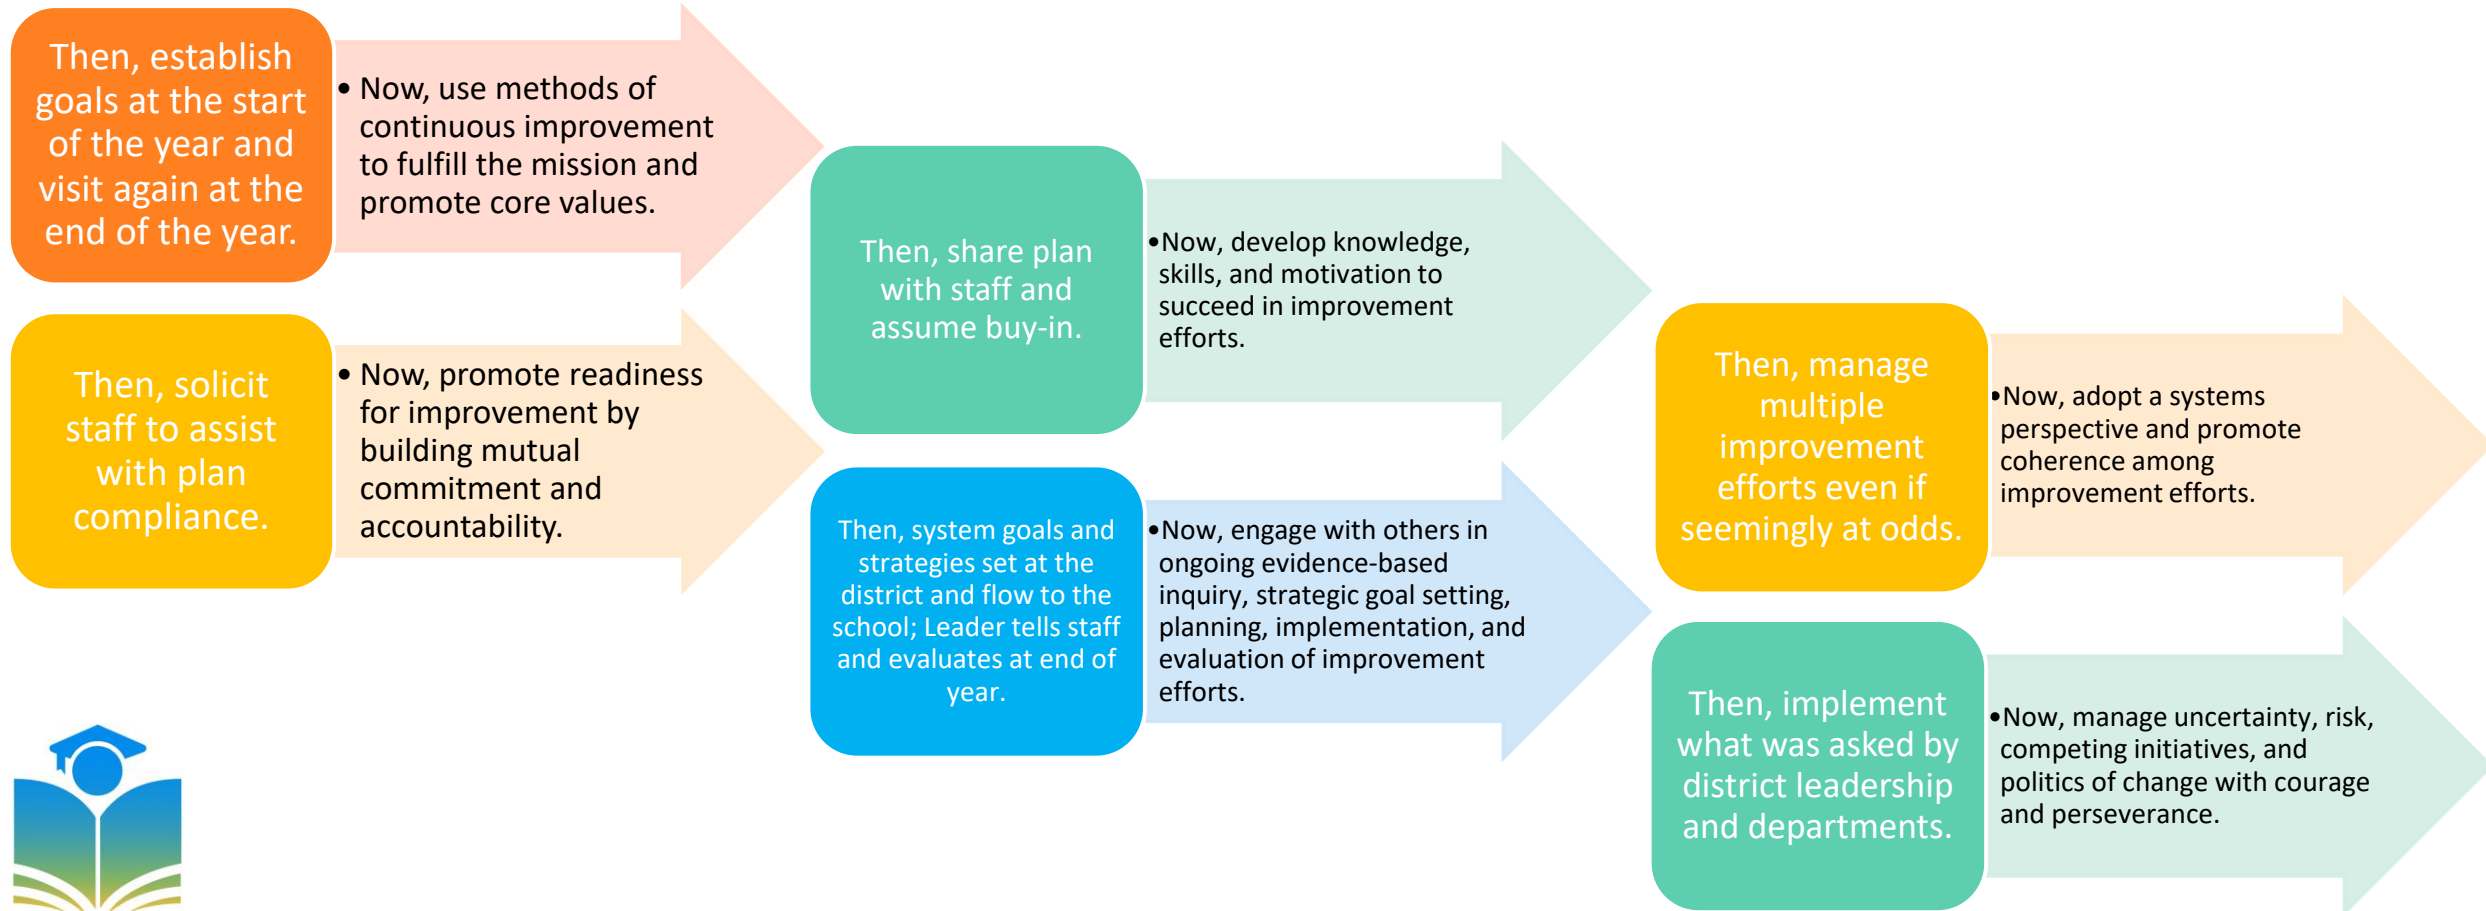 Then, establish
goals at the start
of the year and
visit again at the
end of the year.
• Now, use methods of
continuous improvement
to fulfill the mission and
promote core values.
Then, solicit
staff to assist
with plan
compliance.
• Now, promote readiness
for improvement by
building mutual
commitment and
accountability.
Then, share plan
with staff and
assume buy-in.
•Now, develop knowledge,
skills, and motivation to
succeed in improvement
efforts.
Then, system goals and
strategies set at the
district and flow to the
school; Leader tells staff
and evaluates at end of
year.
•Now, engage with others in
ongoing evidence-based
inquiry, strategic goal setting,
planning, implementation, and
evaluation of improvement
efforts.
Then, manage
multiple
improvement
efforts even if
seemingly at odds.
•Now, adopt a systems
perspective and promote
coherence among
improvement efforts.
Then, implement
what was asked by
district leadership
and departments.
•Now, manage uncertainty, risk,
competing initiatives, and
politics of change with courage
and perseverance.